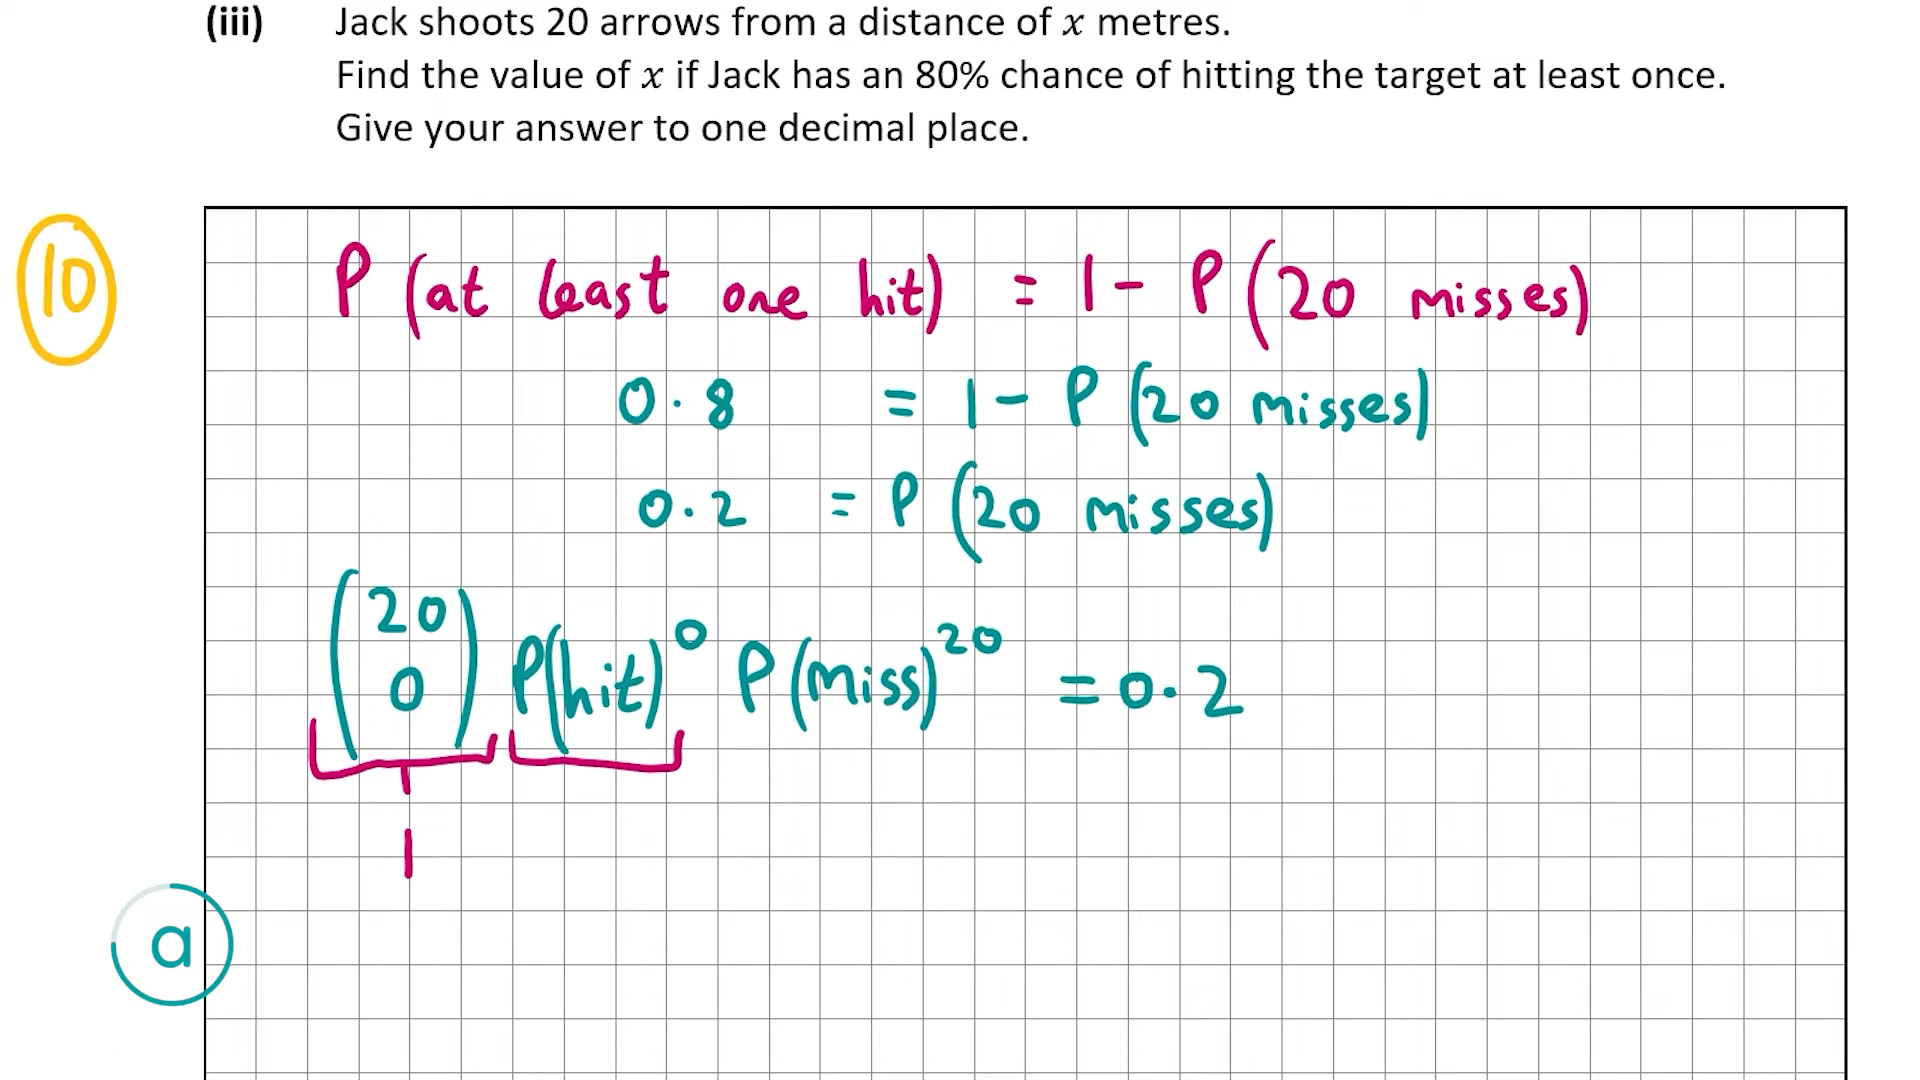 (iii) Jack shoots 20 arrows from a distance of x metres.
Find the value of x if Jack has an 80% chance of hitting the target at least once.
Give your answer to one decimal place.
10
P (at least one hit) = 1 - P (20 misses)
0.8 = 1 - P (20 misses)
0.2 = P (20 misses)
(20 0) P(hit)⁰ P(miss)²⁰ = 0.2
1
a